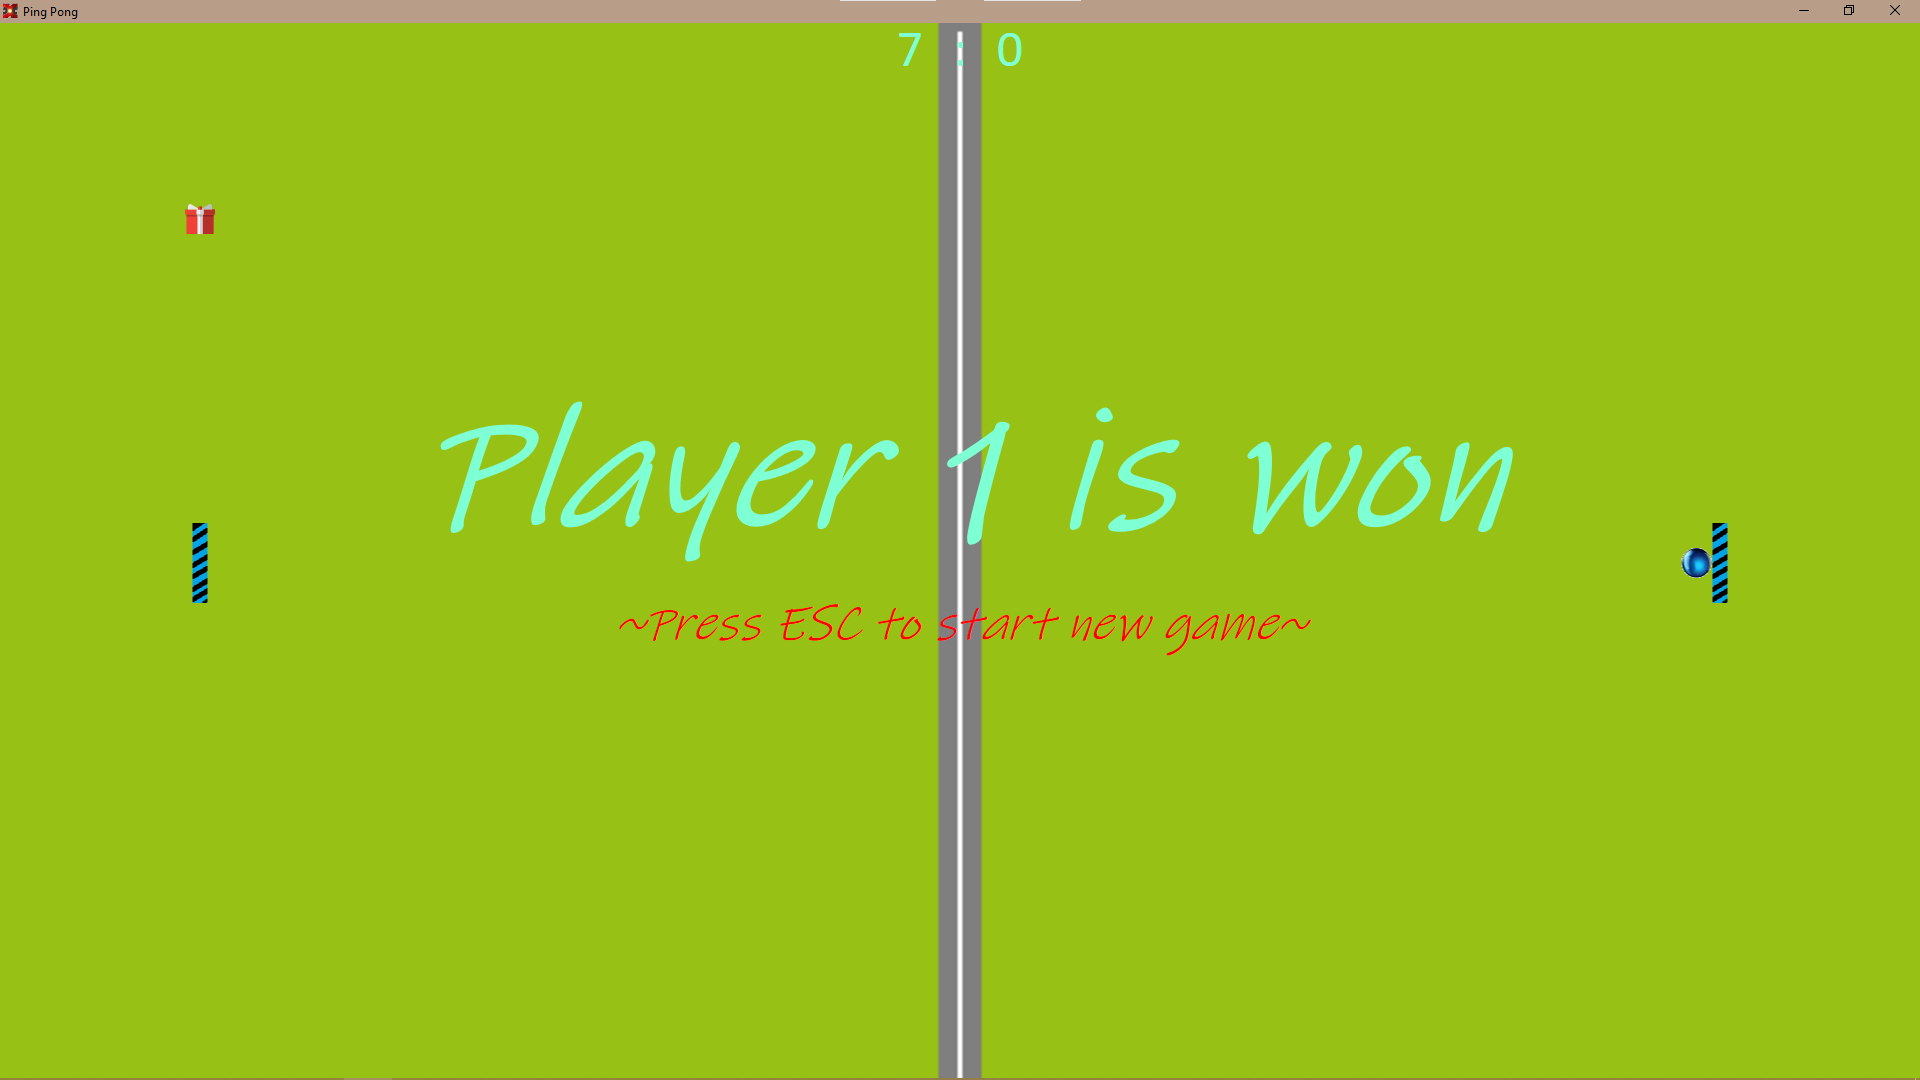 Ping Pong
7 : 0
Player 1 is won
~Press ESC to start new game~